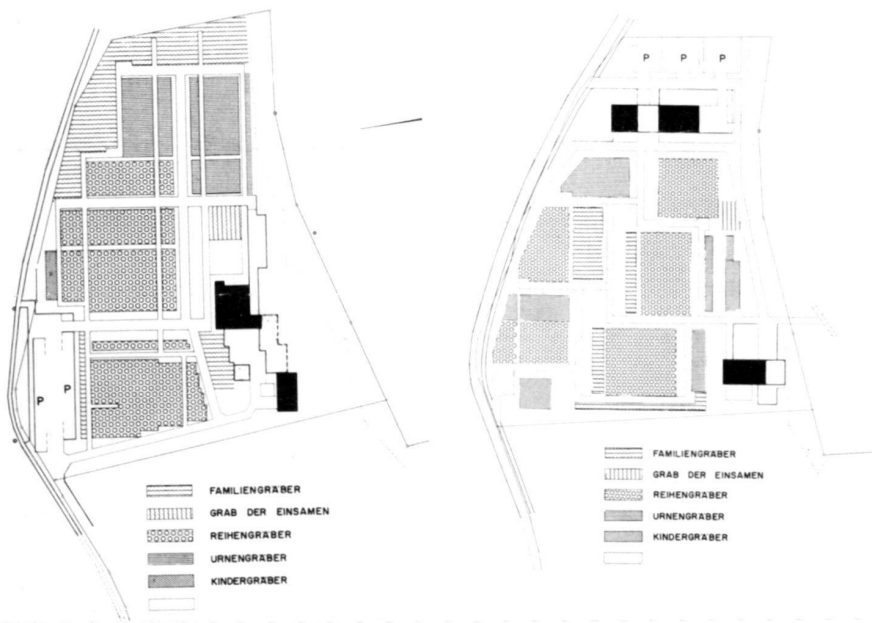 P P P
P
P
FAMILIENGRÄBER
GRAB DER EINSAMEN
REIHENGRÄBER
URNENGRÄBER
KINDERGRÄBER
FAMILIENGRÄBER
GRAB DER EINSAMEN
REIHENGRÄBER
URNENGRÄBER
KINDERGRÄBER